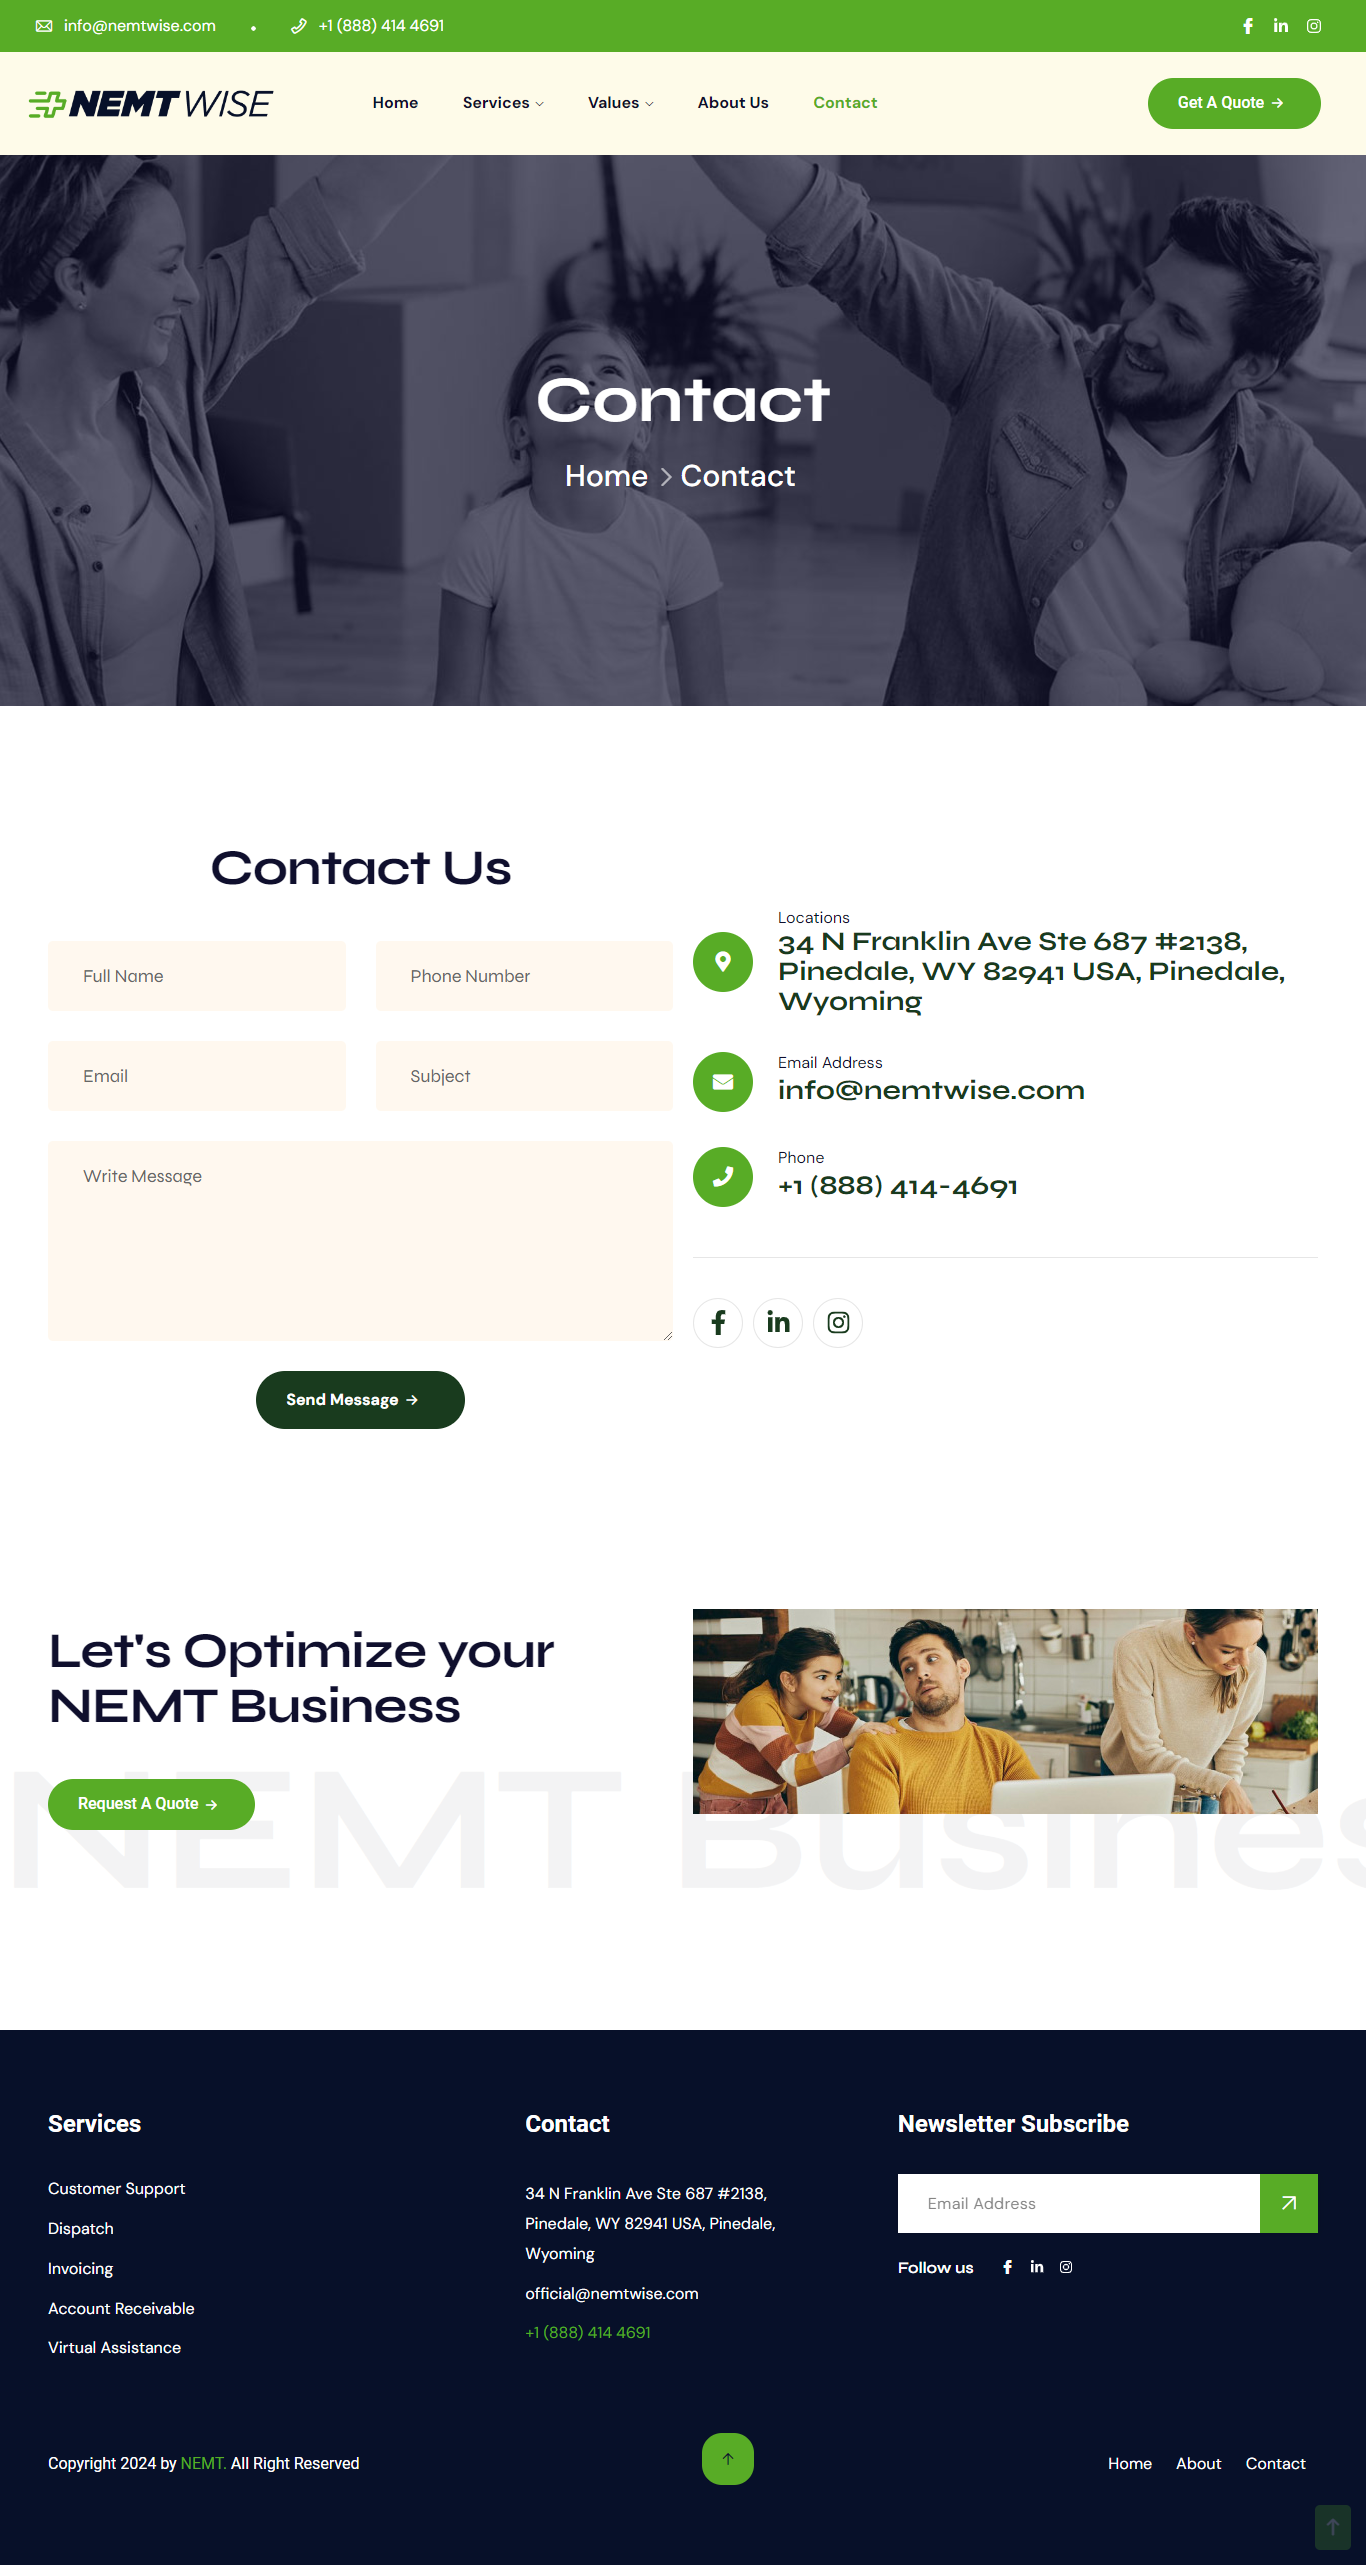 info@nemtwise.com
+1 (888) 414 4691
NEMTWISE
Home
Services
Values
About Us
Contact
Get A Quote
Contact
Home
Contact
Contact Us
Full Name
Phone Number
Email
Subject
Write Message
Send Message
Locations
34 N Franklin Ave Ste 687 #2138,
Pinedale, WY 82941 USA, Pinedale,
Wyoming
Email Address
info@nemtwise.com
Phone
+1 (888) 414-4691
Let's Optimize your
NEMT Business
Request A Quote
NEMT Busines
Services
Customer Support
Dispatch
Invoicing
Account Receivable
Virtual Assistance
Contact
34 N Franklin Ave Ste 687 #2138,
Pinedale, WY 82941 USA, Pinedale,
Wyoming
official@nemtwise.com
+1 (888) 414 4691
Newsletter Subscribe
Email Address
Follow us
Copyright 2024 by NEMT. All Right Reserved
Home
About
Contact